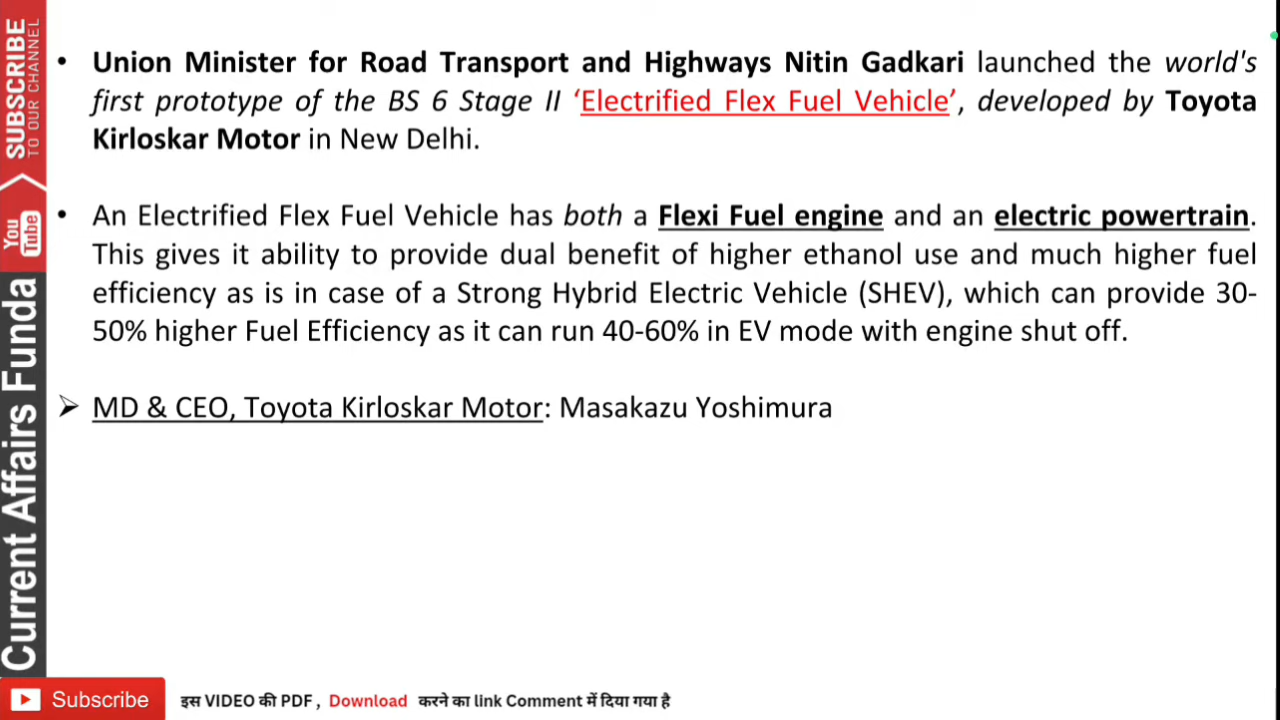 • Union Minister for Road Transport and Highways Nitin Gadkari launched the world's
first prototype of the BS 6 Stage II ‘Electrified Flex Fuel Vehicle’, developed by Toyota
Kirloskar Motor in New Delhi.
• An Electrified Flex Fuel Vehicle has both a Flexi Fuel engine and an electric powertrain.
This gives it ability to provide dual benefit of higher ethanol use and much higher fuel
efficiency as is in case of a Strong Hybrid Electric Vehicle (SHEV), which can provide 30-
50% higher Fuel Efficiency as it can run 40-60% in EV mode with engine shut off.
➢ MD & CEO, Toyota Kirloskar Motor: Masakazu Yoshimura
SUBSCRIBE
TO OUR CHANNEL
You
Tube
Current Affairs Funda
Subscribe
इस VIDEO की PDF , Download करने का link Comment में दिया गया है